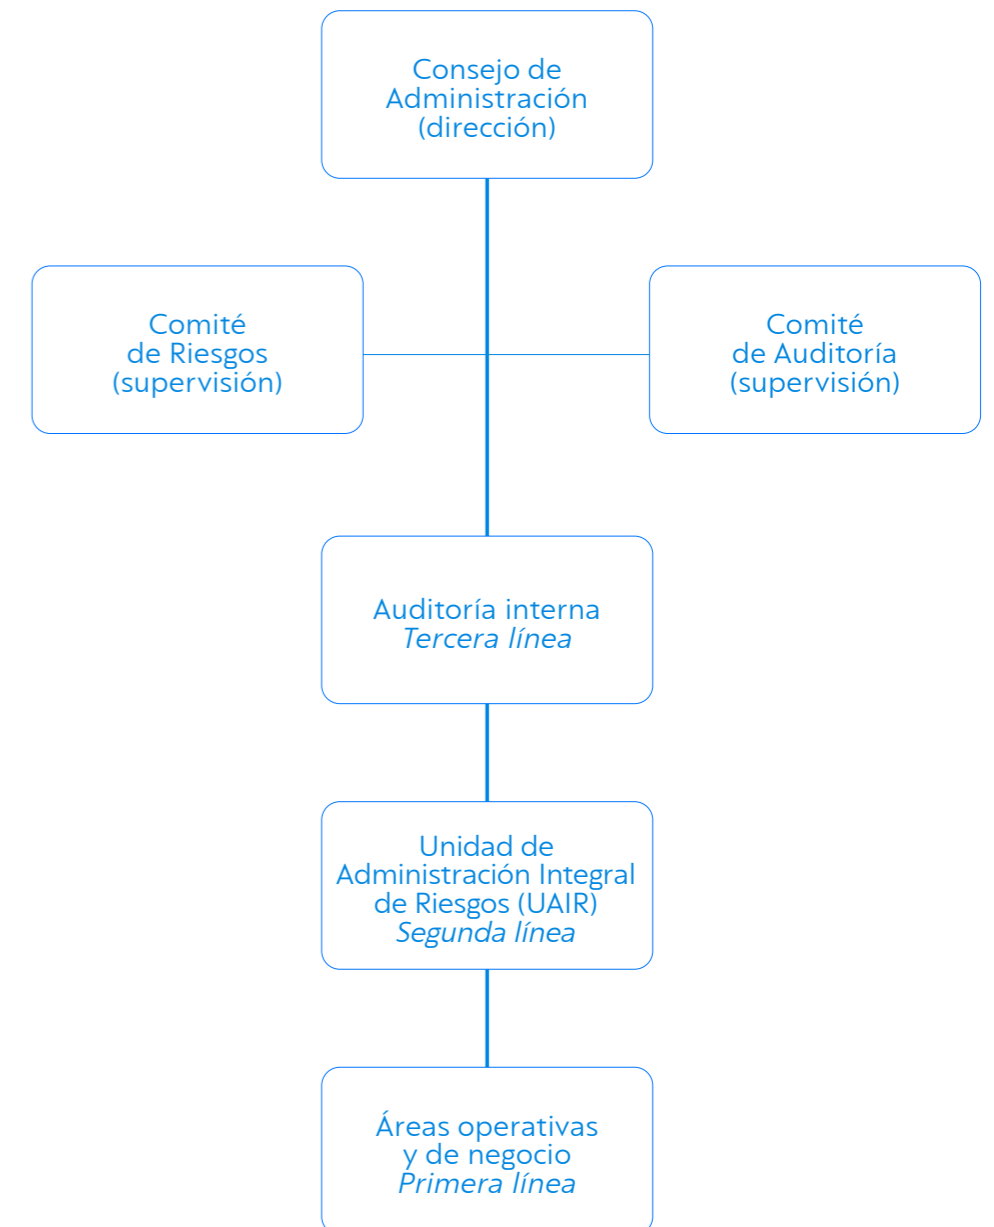 Consejo de
Administración
(dirección)
Comité
de Riesgos
(supervisión)
Comité
de Auditoría
(supervisión)
Auditoría interna
Tercera línea
Unidad de
Administración Integral
de Riesgos (UAIR)
Segunda línea
Áreas operativas
y de negocio
Primera línea